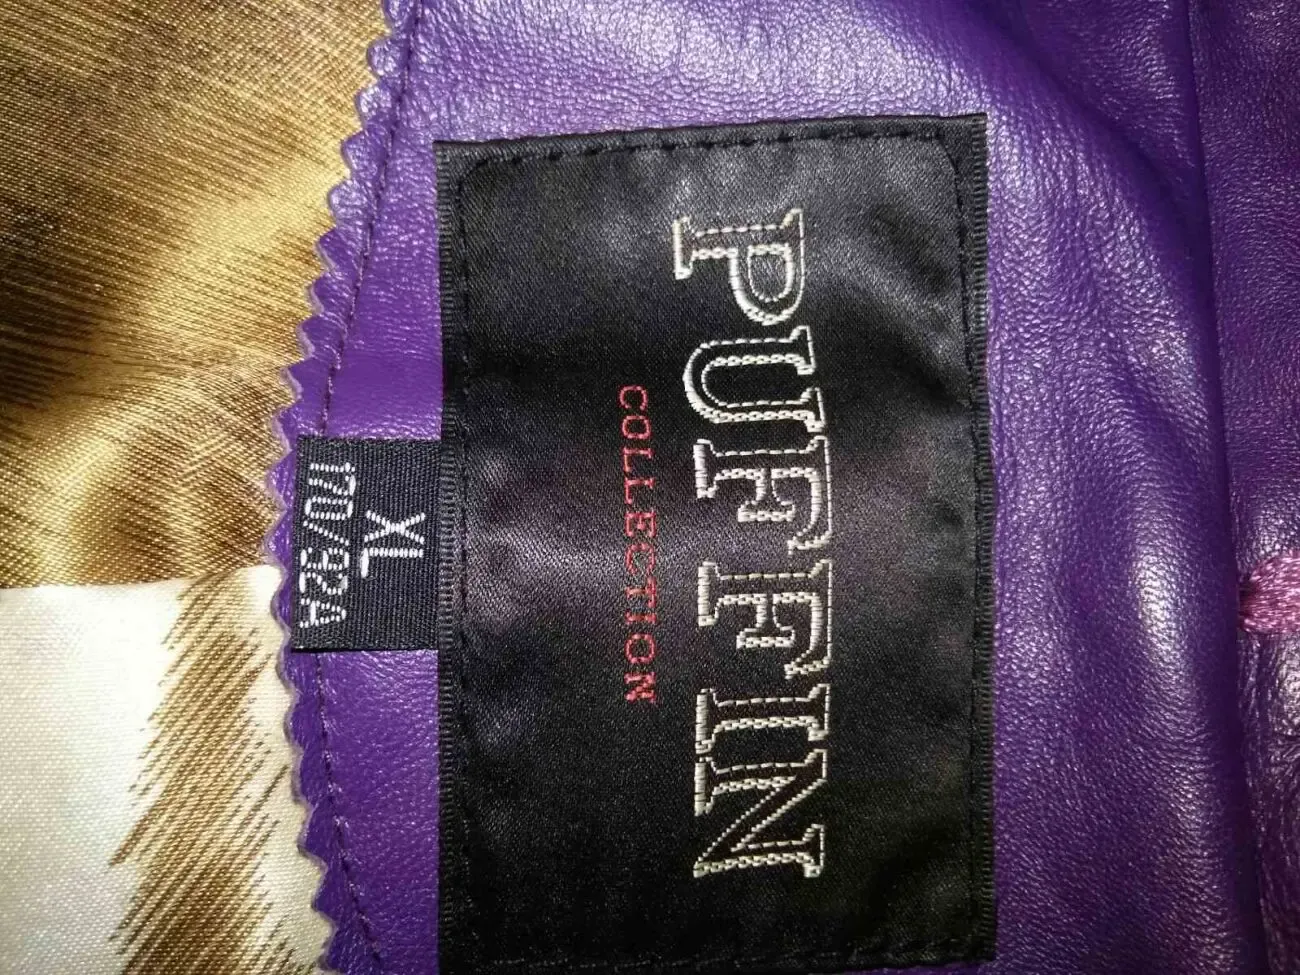 PUFFIN
COLLECTION
XL
170/92A